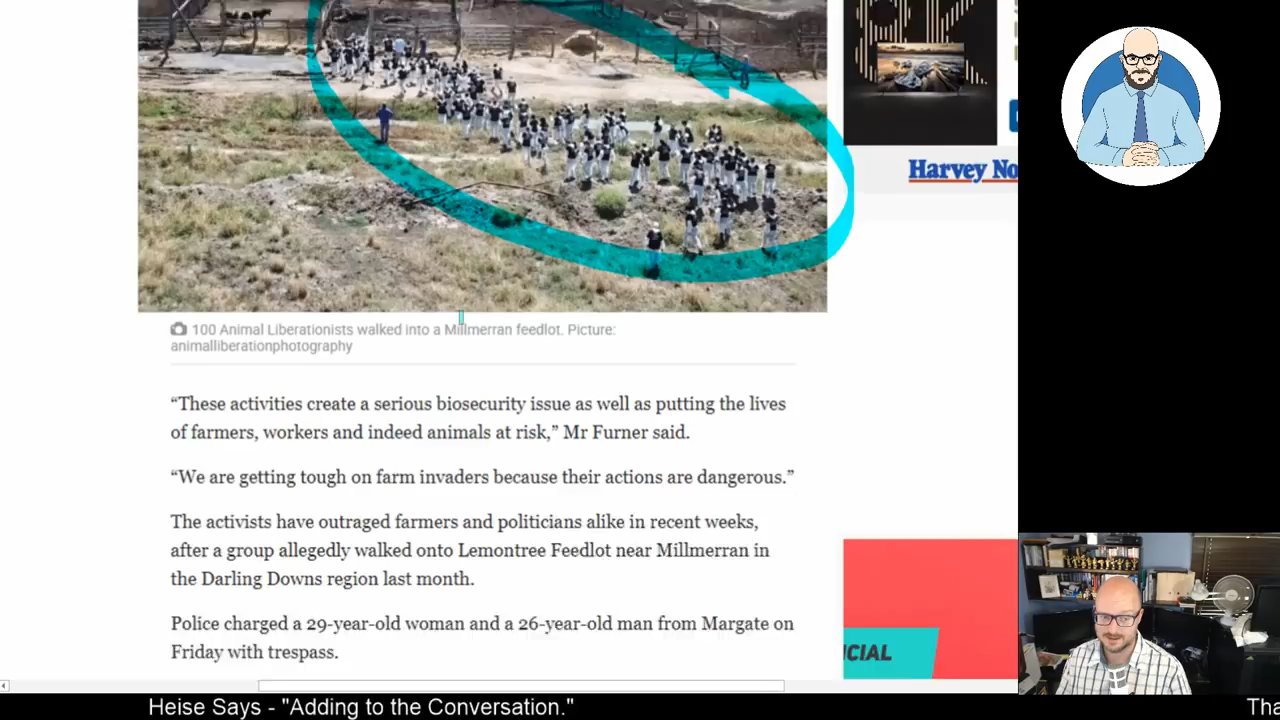 8K
Harvey No
100 Animal Liberationists walked into a Millmerran feedlot. Picture:
animalliberationphotography
“These activities create a serious biosecurity issue as well as putting the lives
of farmers, workers and indeed animals at risk,” Mr Furner said.
“We are getting tough on farm invaders because their actions are dangerous.”
The activists have outraged farmers and politicians alike in recent weeks,
after a group allegedly walked onto Lemontree Feedlot near Millmerran in
the Darling Downs region last month.
Police charged a 29-year-old woman and a 26-year-old man from Margate on
Friday with trespass.
ICIAL
Heise Says - "Adding to the Conversation."
Tha